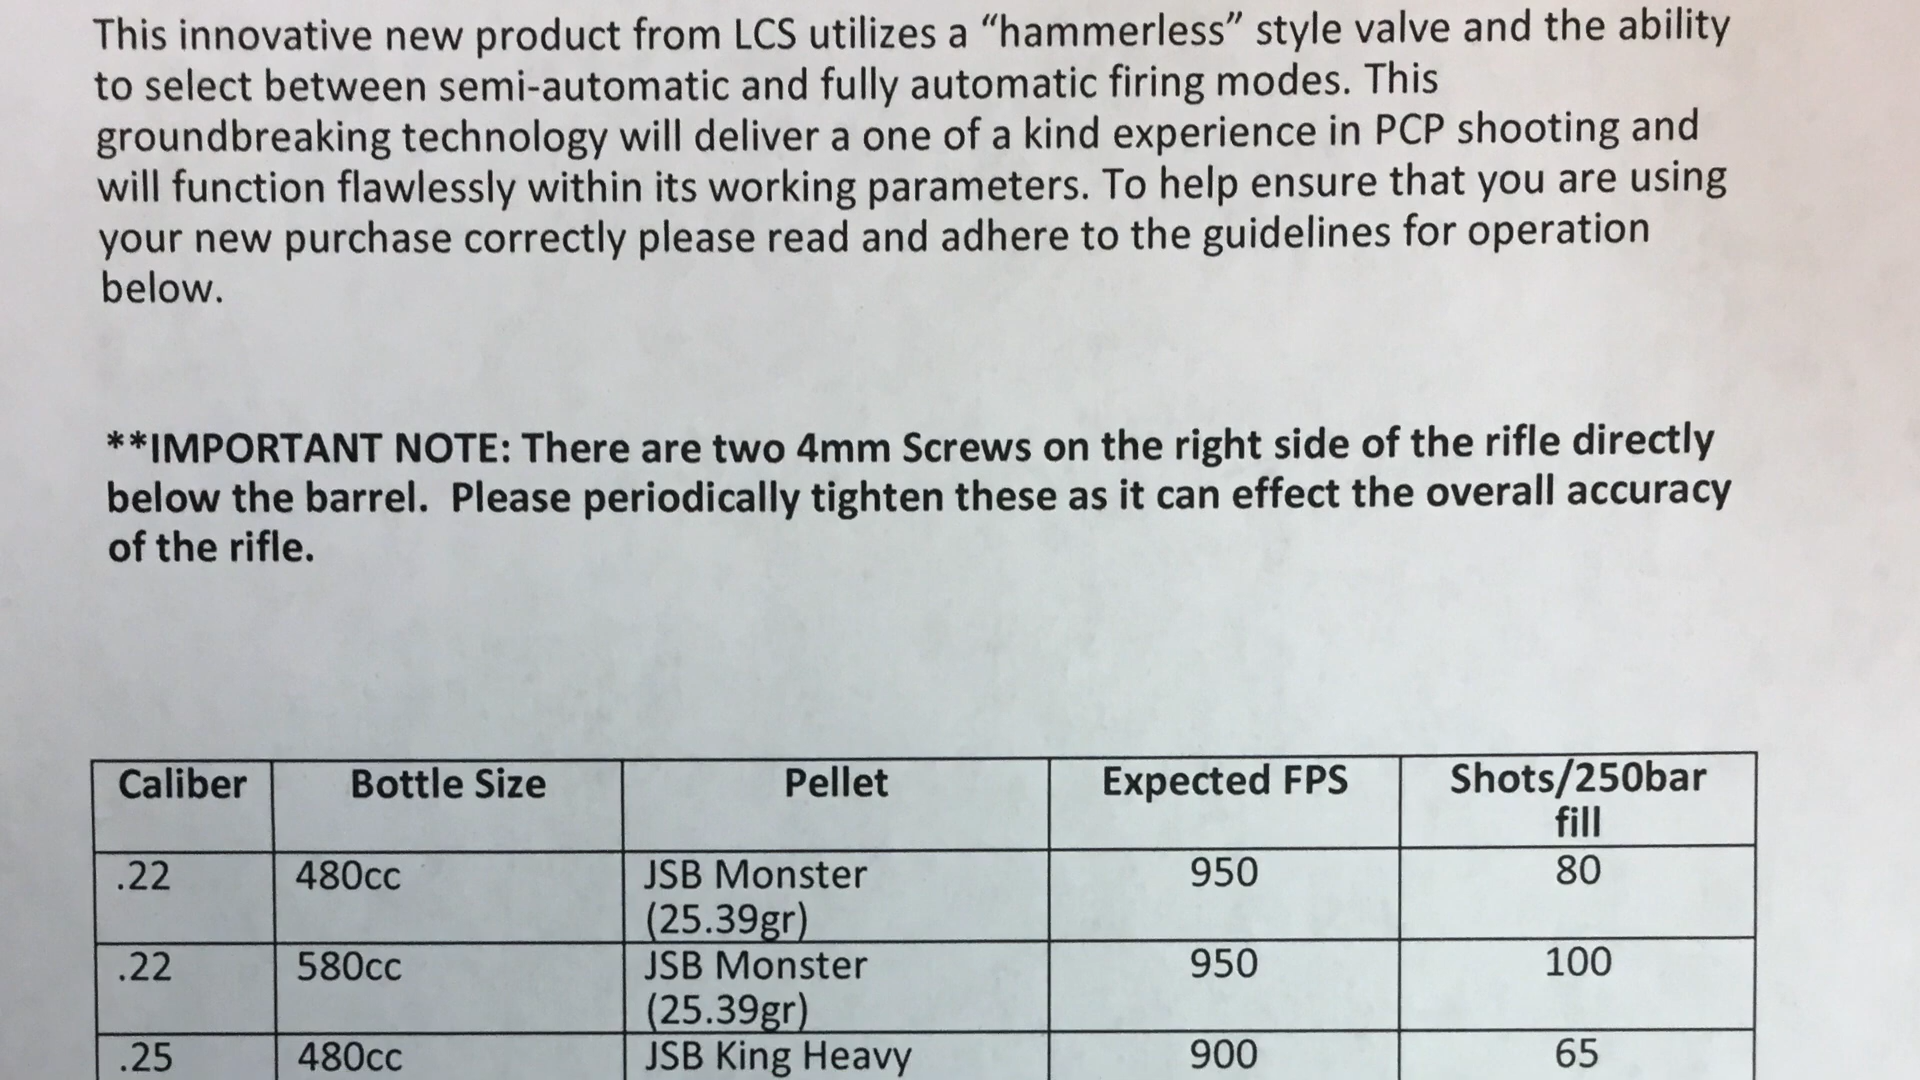 This innovative new product from LCS utilizes a “hammerless” style valve and the ability
to select between semi-automatic and fully automatic firing modes. This
groundbreaking technology will deliver a one of a kind experience in PCP shooting and
will function flawlessly within its working parameters. To help ensure that you are using
your new purchase correctly please read and adhere to the guidelines for operation
below.
**IMPORTANT NOTE: There are two 4mm Screws on the right side of the rifle directly
below the barrel. Please periodically tighten these as it can effect the overall accuracy
of the rifle.
Caliber Bottle Size Pellet Expected FPS Shots/250bar
fill
.22 480cc JSB Monster 950 80
(25.39gr)
.22 580cc JSB Monster 950 100
(25.39gr)
.25 480cc JSB King Heavy 900 65